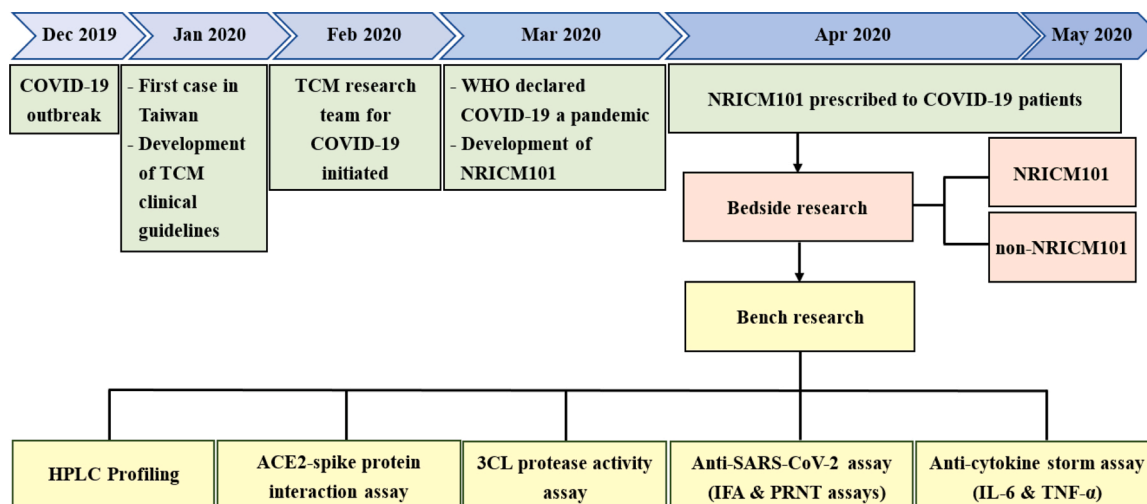 Dec 2019
Jan 2020
Feb 2020
Mar 2020
Apr 2020
May 2020
COVID-19
outbreak
- First case in
Taiwan
- Development
of TCM
clinical
guidelines
TCM research
team for
COVID-19
initiated
- WHO declared
COVID-19 a pandemic
- Development of
NRICM101
NRICM101 prescribed to COVID-19 patients
Bedside research
NRICM101
non-NRICM101
Bench research
HPLC Profiling
ACE2-spike protein
interaction assay
3CL protease activity
assay
Anti-SARS-CoV-2 assay
(IFA & PRNT assays)
Anti-cytokine storm assay
(IL-6 & TNF-α)